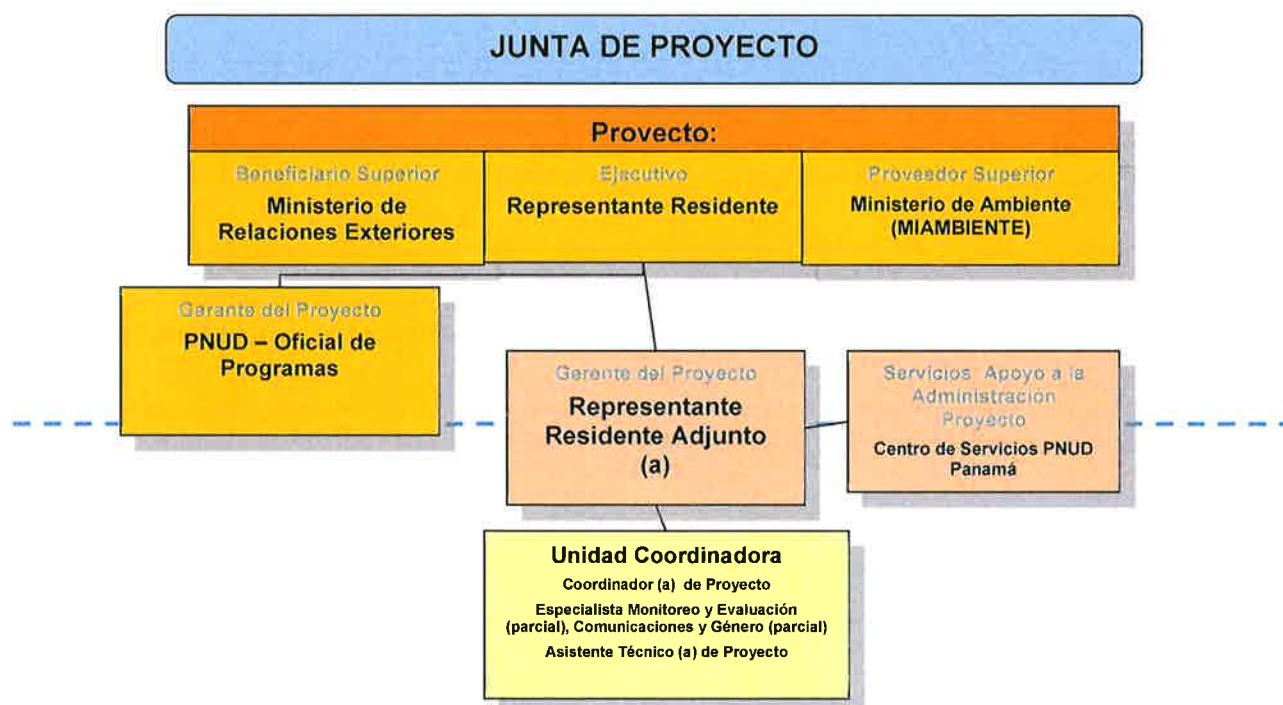 JUNTA DE PROYECTO
Provecto:
Beneficiario Superior
Ministerio de
Relaciones Exteriores
Ejecutivo
Representante Residente
Proveedor Superior
Ministerio de Ambiente
(MIAMBIENTE)
Garante del Proyecto
PNUD – Oficial de
Programas
Gerente del Proyecto
Representante
Residente Adjunto
(a)
Servicios Apoyo a la
Administración
Proyecto
Centro de Servicios PNUD
Panamá
Unidad Coordinadora
Coordinador (a) de Proyecto
Especialista Monitoreo y Evaluación
(parcial), Comunicaciones y Género (parcial)
Asistente Técnico (a) de Proyecto